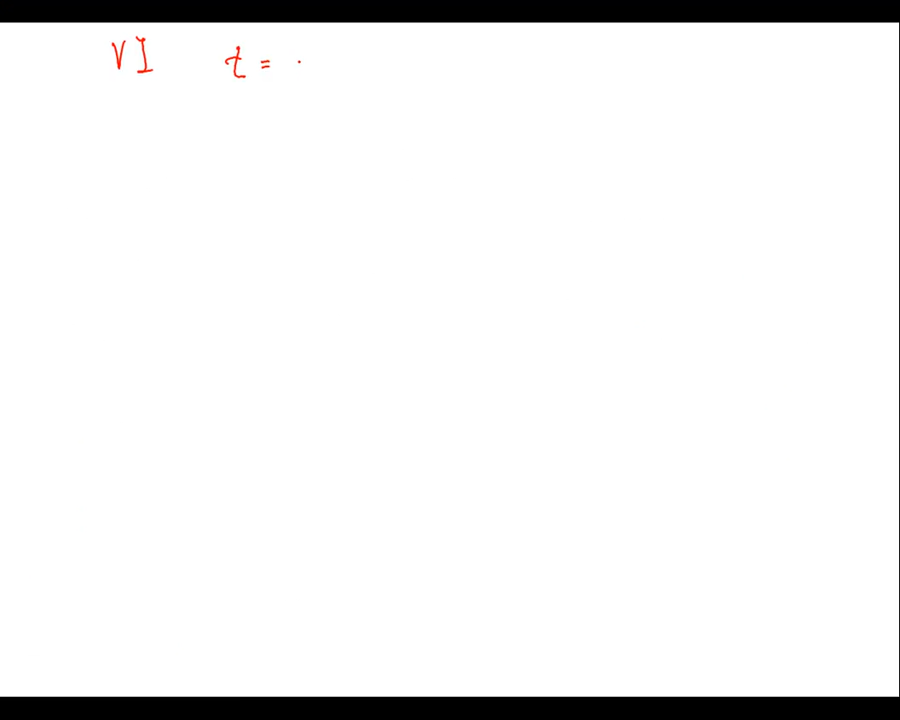 VI t = .